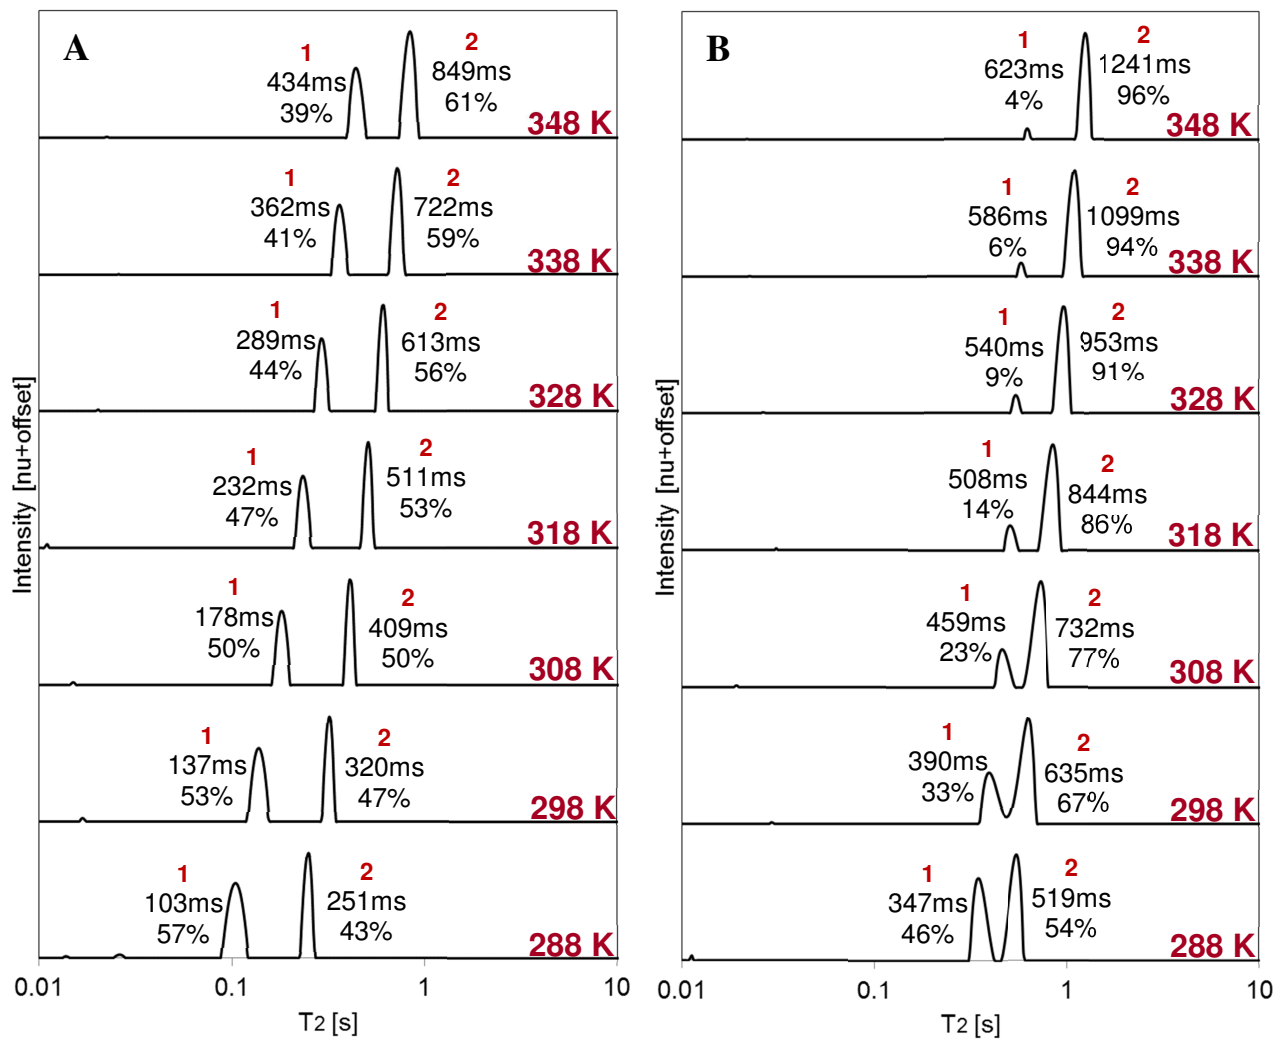 A
1
434ms
39%
2
849ms
61%
348 K
1
362ms
41%
2
722ms
59%
338 K
1
289ms
44%
2
613ms
56%
328 K
1
232ms
47%
2
511ms
53%
318 K
1
178ms
50%
2
409ms
50%
308 K
1
137ms
53%
2
320ms
47%
298 K
1
103ms
57%
2
251ms
43%
288 K
Intensity [nu+offset]
0.01 0.1 1 10
T2 [s]
B
1
623ms
4%
2
1241ms
96%
348 K
1
586ms
6%
2
1099ms
94%
338 K
1
540ms
9%
2
953ms
91%
328 K
1
508ms
14%
2
844ms
86%
318 K
1
459ms
23%
2
732ms
77%
308 K
1
390ms
33%
2
635ms
67%
298 K
1
347ms
46%
2
519ms
54%
288 K
Intensity [nu+offset]
0.01 0.1 1 10
T2 [s]